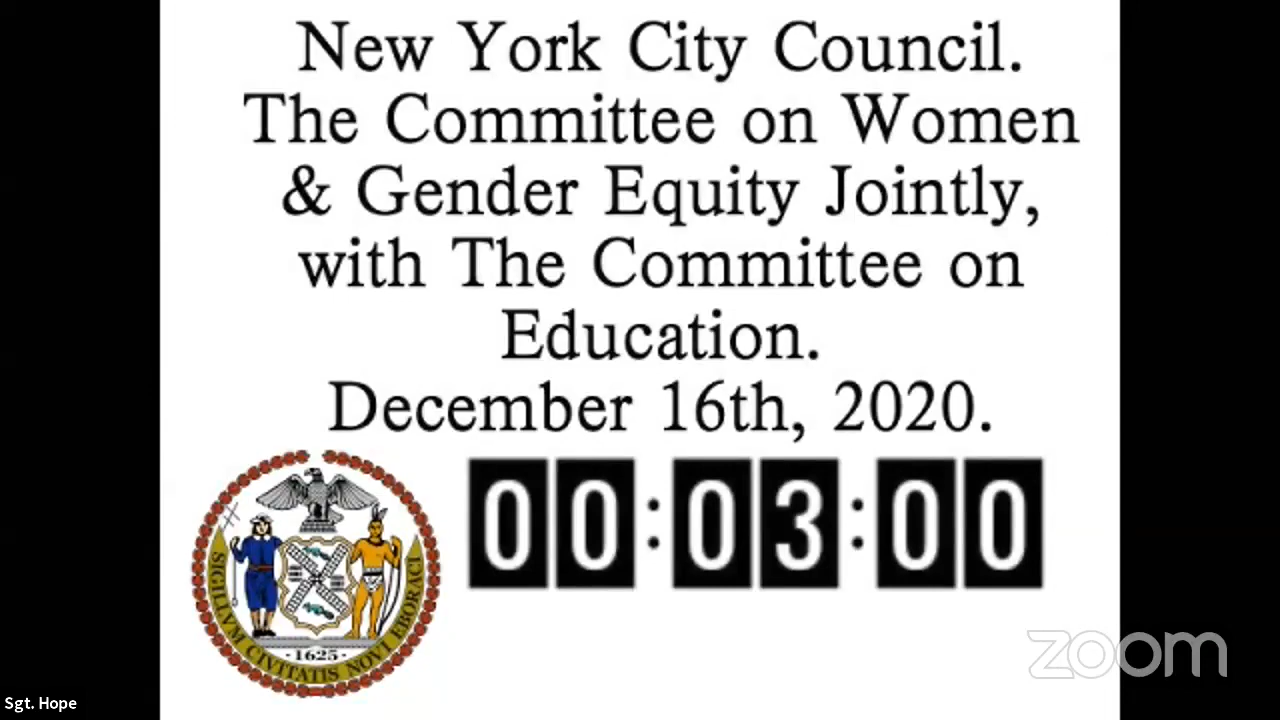 New York City Council.
The Committee on Women
& Gender Equity Jointly,
with The Committee on
Education.
December 16th, 2020.
00:03:00
SIGILLVM CIVITATIS NOVI EBORACI
·1625·
zoom
Sgt. Hope